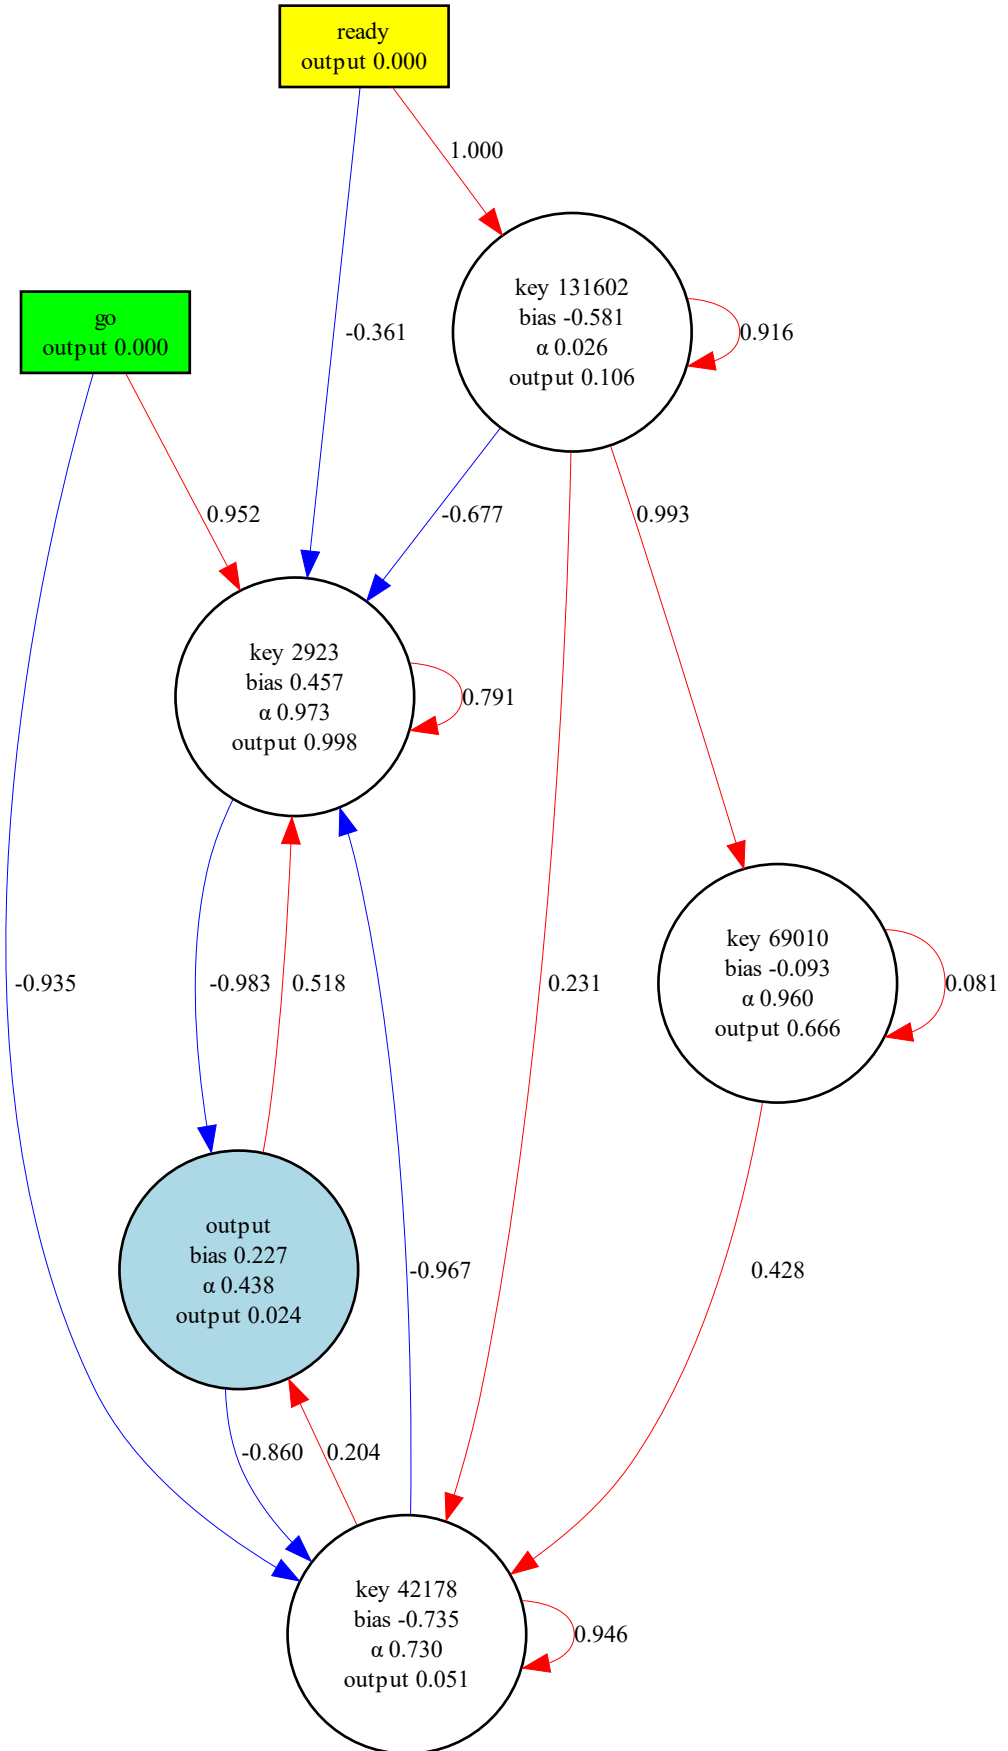 ready
output 0.000
1.000
key 131602
bias -0.581
α 0.026
output 0.106
0.916
go
output 0.000
-0.361
0.952
-0.677
0.993
key 2923
bias 0.457
α 0.973
output 0.998
0.791
key 69010
bias -0.093
α 0.960
output 0.666
0.081
-0.935
-0.983
0.518
0.231
output
bias 0.227
α 0.438
output 0.024
-0.967
0.428
-0.860
0.204
key 42178
bias -0.735
α 0.730
output 0.051
0.946